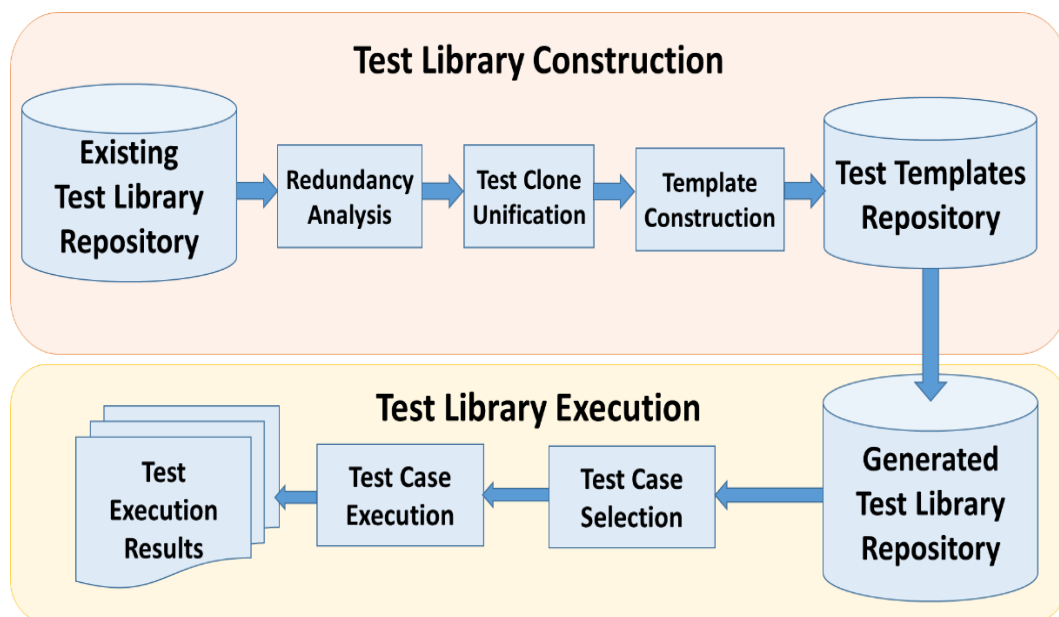 Test Library Construction
Existing
Test Library
Repository
Redundancy
Analysis
Test Clone
Unification
Template
Construction
Test Templates
Repository
Test Library Execution
Test
Execution
Results
Test Case
Execution
Test Case
Selection
Generated
Test Library
Repository